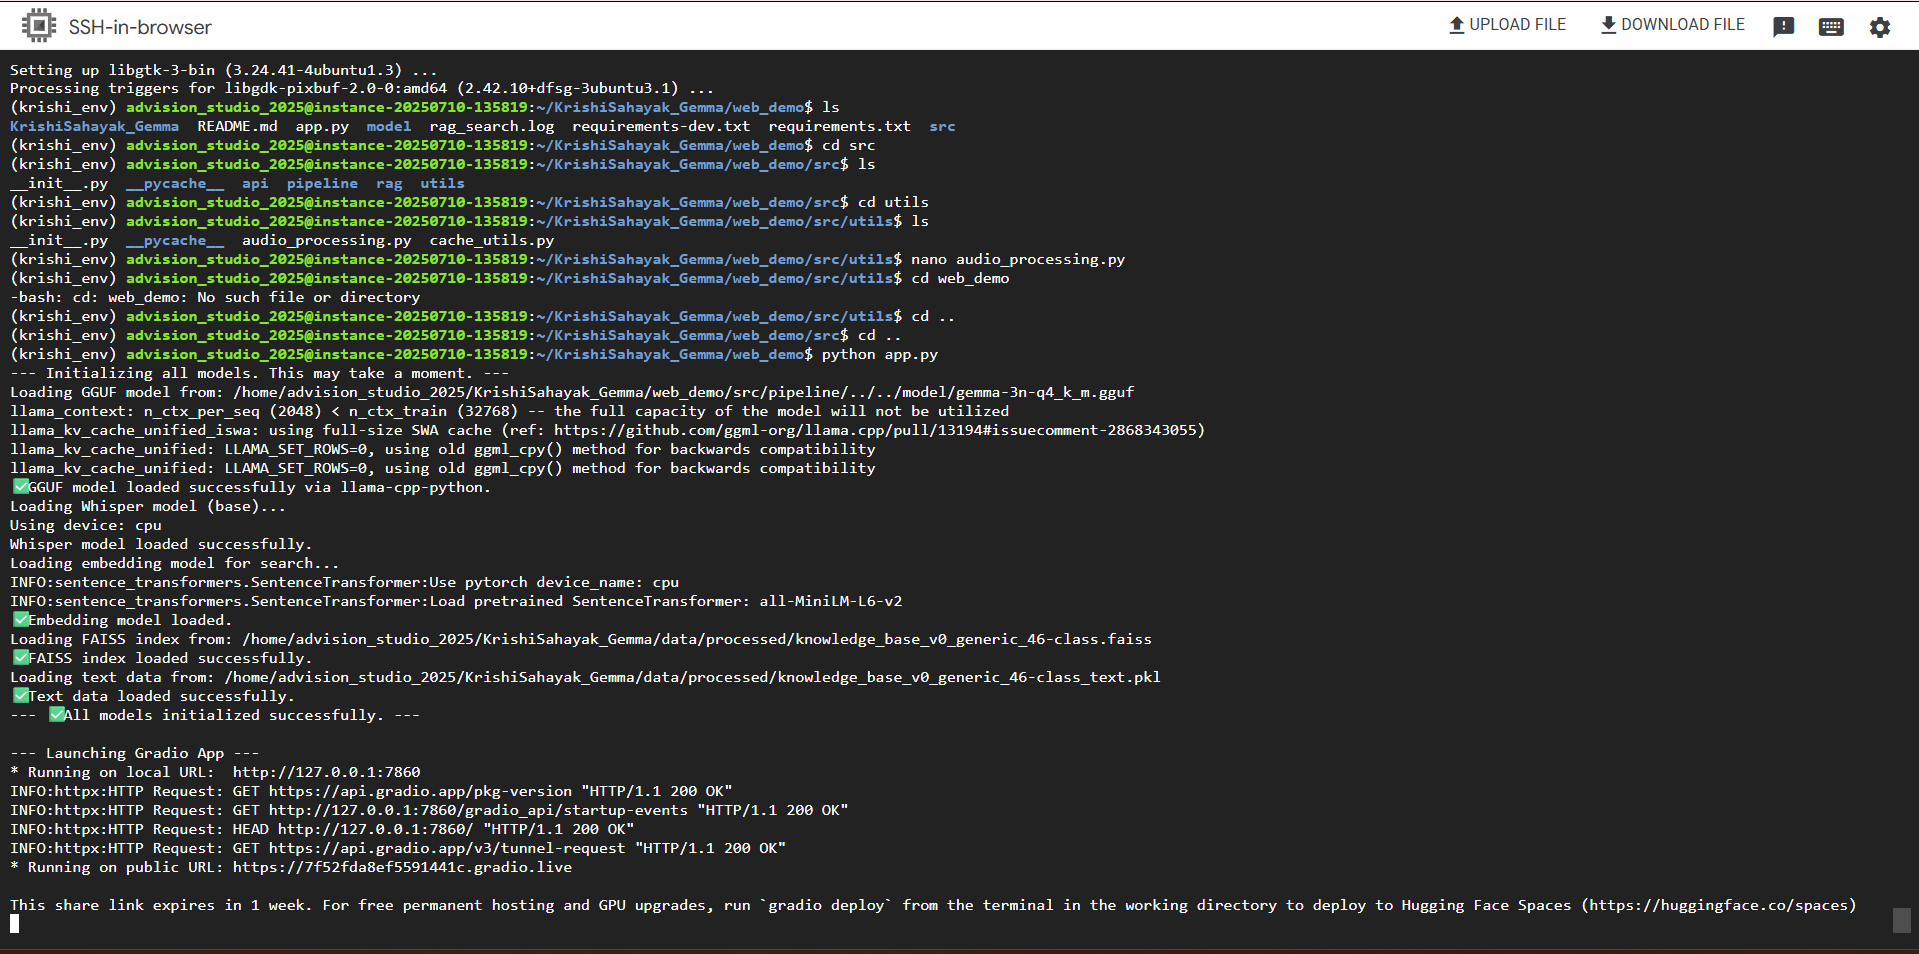 SSH-in-browser
UPLOAD FILE
DOWNLOAD FILE
Setting up libgtk-3-bin (3.24.41-4ubuntu1.3) ...
Processing triggers for libgdk-pixbuf-2.0-0:amd64 (2.42.10+dfsg-3ubuntu3.1) ...
(krishi_env) advision_studio_2025@instance-20250710-135819:~/KrishiSahayak_Gemma/web_demo$ ls
KrishiSahayak_Gemma  README.md  app.py  model  rag_search.log  requirements-dev.txt  requirements.txt  src
(krishi_env) advision_studio_2025@instance-20250710-135819:~/KrishiSahayak_Gemma/web_demo$ cd src
(krishi_env) advision_studio_2025@instance-20250710-135819:~/KrishiSahayak_Gemma/web_demo/src$ ls
__init__.py  __pycache__  api  pipeline  rag  utils
(krishi_env) advision_studio_2025@instance-20250710-135819:~/KrishiSahayak_Gemma/web_demo/src$ cd utils
(krishi_env) advision_studio_2025@instance-20250710-135819:~/KrishiSahayak_Gemma/web_demo/src/utils$ ls
__init__.py  __pycache__  audio_processing.py  cache_utils.py
(krishi_env) advision_studio_2025@instance-20250710-135819:~/KrishiSahayak_Gemma/web_demo/src/utils$ nano audio_processing.py
(krishi_env) advision_studio_2025@instance-20250710-135819:~/KrishiSahayak_Gemma/web_demo/src/utils$ cd web_demo
-bash: cd: web_demo: No such file or directory
(krishi_env) advision_studio_2025@instance-20250710-135819:~/KrishiSahayak_Gemma/web_demo/src/utils$ cd ..
(krishi_env) advision_studio_2025@instance-20250710-135819:~/KrishiSahayak_Gemma/web_demo/src$ cd ..
(krishi_env) advision_studio_2025@instance-20250710-135819:~/KrishiSahayak_Gemma/web_demo$ python app.py
--- Initializing all models. This may take a moment. ---
Loading GGUF model from: /home/advision_studio_2025/KrishiSahayak_Gemma/web_demo/src/pipeline/../../model/gemma-3n-q4_k_m.gguf
llama_context: n_ctx_per_seq (2048) < n_ctx_train (32768) -- the full capacity of the model will not be utilized
llama_kv_cache_unified_iswa: using full-size SWA cache (ref: https://github.com/ggml-org/llama.cpp/pull/13194#issuecomment-2868343055)
llama_kv_cache_unified: LLAMA_SET_ROWS=0, using old ggml_cpy() method for backwards compatibility
llama_kv_cache_unified: LLAMA_SET_ROWS=0, using old ggml_cpy() method for backwards compatibility
✅GGUF model loaded successfully via llama-cpp-python.
Loading Whisper model (base)...
Using device: cpu
Whisper model loaded successfully.
Loading embedding model for search...
INFO:sentence_transformers.SentenceTransformer:Use pytorch device_name: cpu
INFO:sentence_transformers.SentenceTransformer:Load pretrained SentenceTransformer: all-MiniLM-L6-v2
✅Embedding model loaded.
Loading FAISS index from: /home/advision_studio_2025/KrishiSahayak_Gemma/data/processed/knowledge_base_v0_generic_46-class.faiss
✅FAISS index loaded successfully.
Loading text data from: /home/advision_studio_2025/KrishiSahayak_Gemma/data/processed/knowledge_base_v0_generic_46-class_text.pkl
✅Text data loaded successfully.
--- ✅All models initialized successfully. ---
--- Launching Gradio App ---
* Running on local URL:  http://127.0.0.1:7860
INFO:httpx:HTTP Request: GET https://api.gradio.app/pkg-version "HTTP/1.1 200 OK"
INFO:httpx:HTTP Request: GET http://127.0.0.1:7860/gradio_api/startup-events "HTTP/1.1 200 OK"
INFO:httpx:HTTP Request: HEAD http://127.0.0.1:7860/ "HTTP/1.1 200 OK"
INFO:httpx:HTTP Request: GET https://api.gradio.app/v3/tunnel-request "HTTP/1.1 200 OK"
* Running on public URL: https://7f52fda8ef5591441c.gradio.live
This share link expires in 1 week. For free permanent hosting and GPU upgrades, run `gradio deploy` from the terminal in the working directory to deploy to Hugging Face Spaces (https://huggingface.co/spaces)